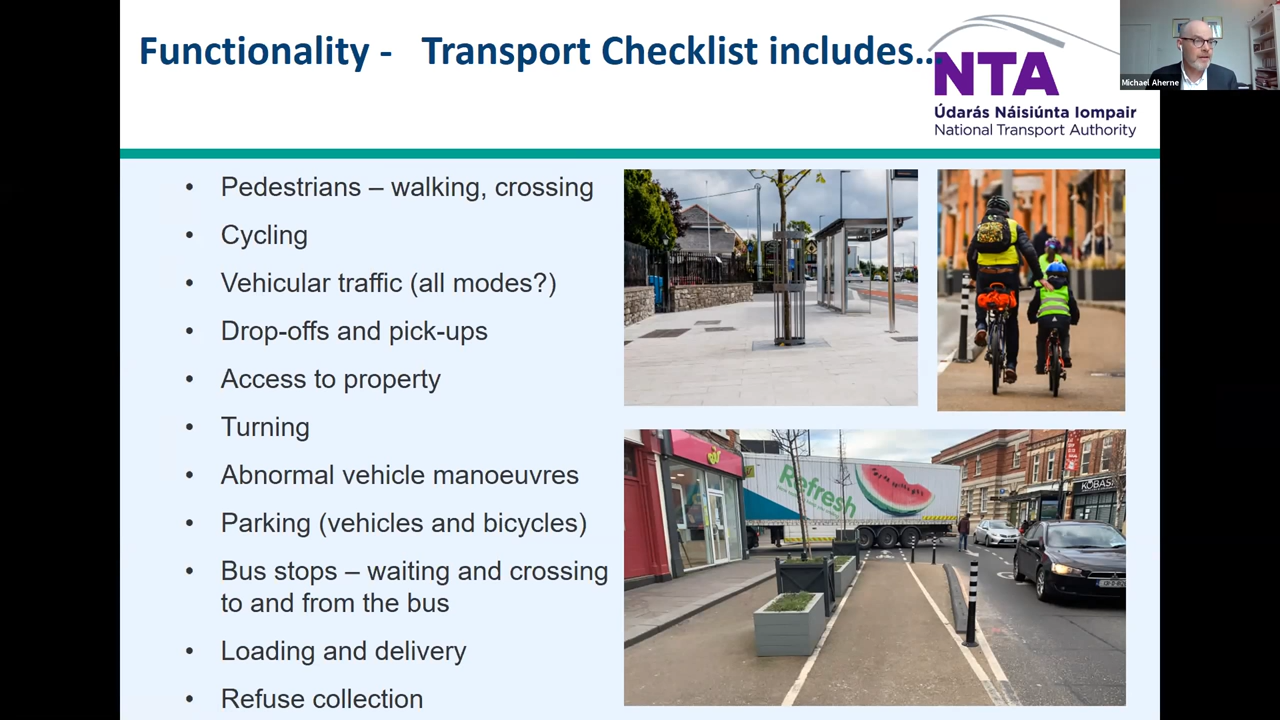 Functionality - Transport Checklist includes…
NTA
Údarás Náisiúnta Iompair
National Transport Authority
Michael Aherne
• Pedestrians – walking, crossing
• Cycling
• Vehicular traffic (all modes?)
• Drop-offs and pick-ups
• Access to property
• Turning
• Abnormal vehicle manoeuvres
• Parking (vehicles and bicycles)
• Bus stops – waiting and crossing
to and from the bus
• Loading and delivery
• Refuse collection
Refresh
KOBAS